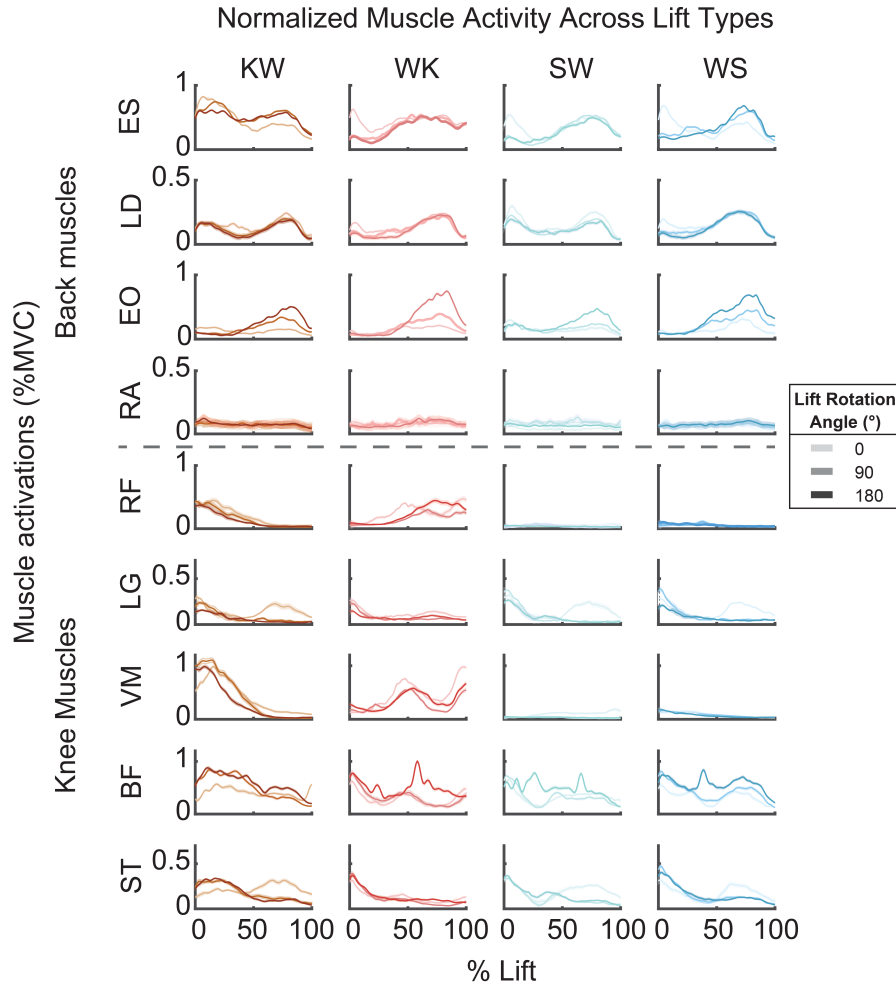 Normalized Muscle Activity Across Lift Types
KW WK SW WS
Muscle activations (%MVC)
Back muscles
ES 1 0
LD 0.5 0
EO 1 0
RA 0.5 0
Knee Muscles
RF 1 0
LG 0.5 0
VM 1 0
BF 1 0
ST 0.5 0
0 50 100 0 50 100 0 50 100 0 50 100
% Lift
Lift Rotation
Angle (°)
0
90
180